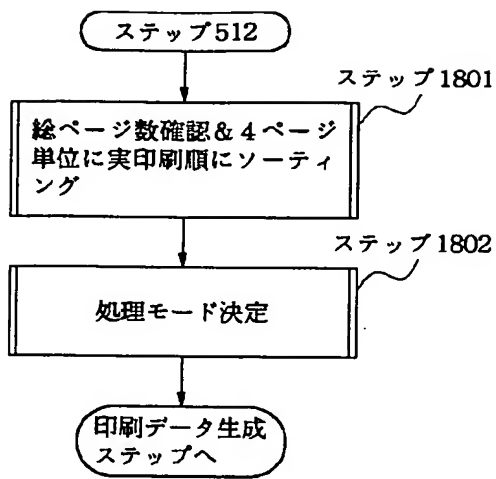 ステップ512
ステップ1801
絵ページ数確認&4ページ
単位に実印刷順にソーティ
ング
ステップ1802
処理モード決定
印刷データ生成
ステップへ